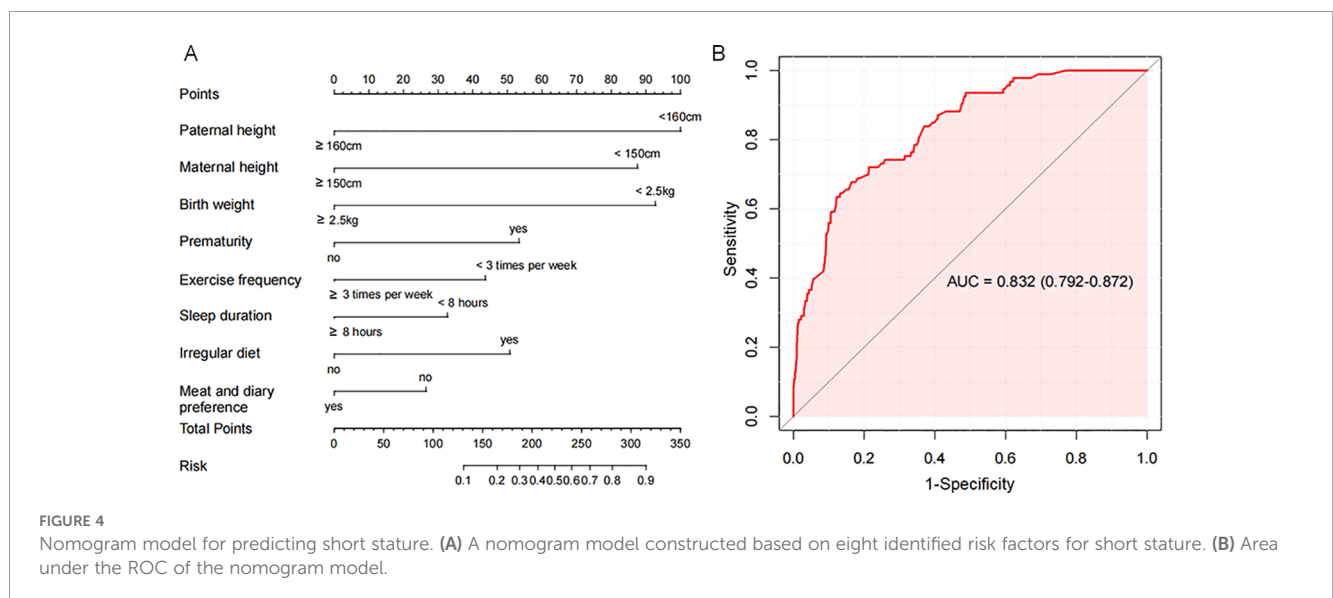 A
0 10 20 30 40 50 60 70 80 90 100
Points
<160cm
Paternal height
≥ 160cm
< 150cm
Maternal height
≥ 150cm
< 2.5kg
Birth weight
≥ 2.5kg
yes
Prematurity
no
< 3 times per week
Exercise frequency
≥ 3 times per week
< 8 hours
Sleep duration
≥ 8 hours
yes
Irregular diet
no
no
Meat and diary
preference
yes
Total Points
0 50 100 150 200 250 300 350
Risk
0.1 0.2 0.3 0.4 0.5 0.6 0.7 0.8 0.9
B
1.0
0.8
0.6
0.4
0.2
0.0
Sensitivity
AUC = 0.832 (0.792-0.872)
0.0 0.2 0.4 0.6 0.8 1.0
1-Specificity
FIGURE 4
Nomogram model for predicting short stature. (A) A nomogram model constructed based on eight identified risk factors for short stature. (B) Area
under the ROC of the nomogram model.